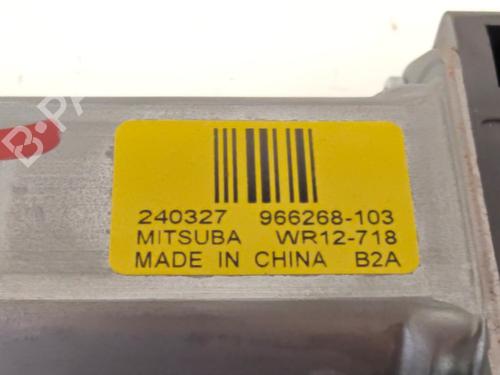 240327 966268-103
MITSUBA WR12-718
MADE IN CHINA B2A